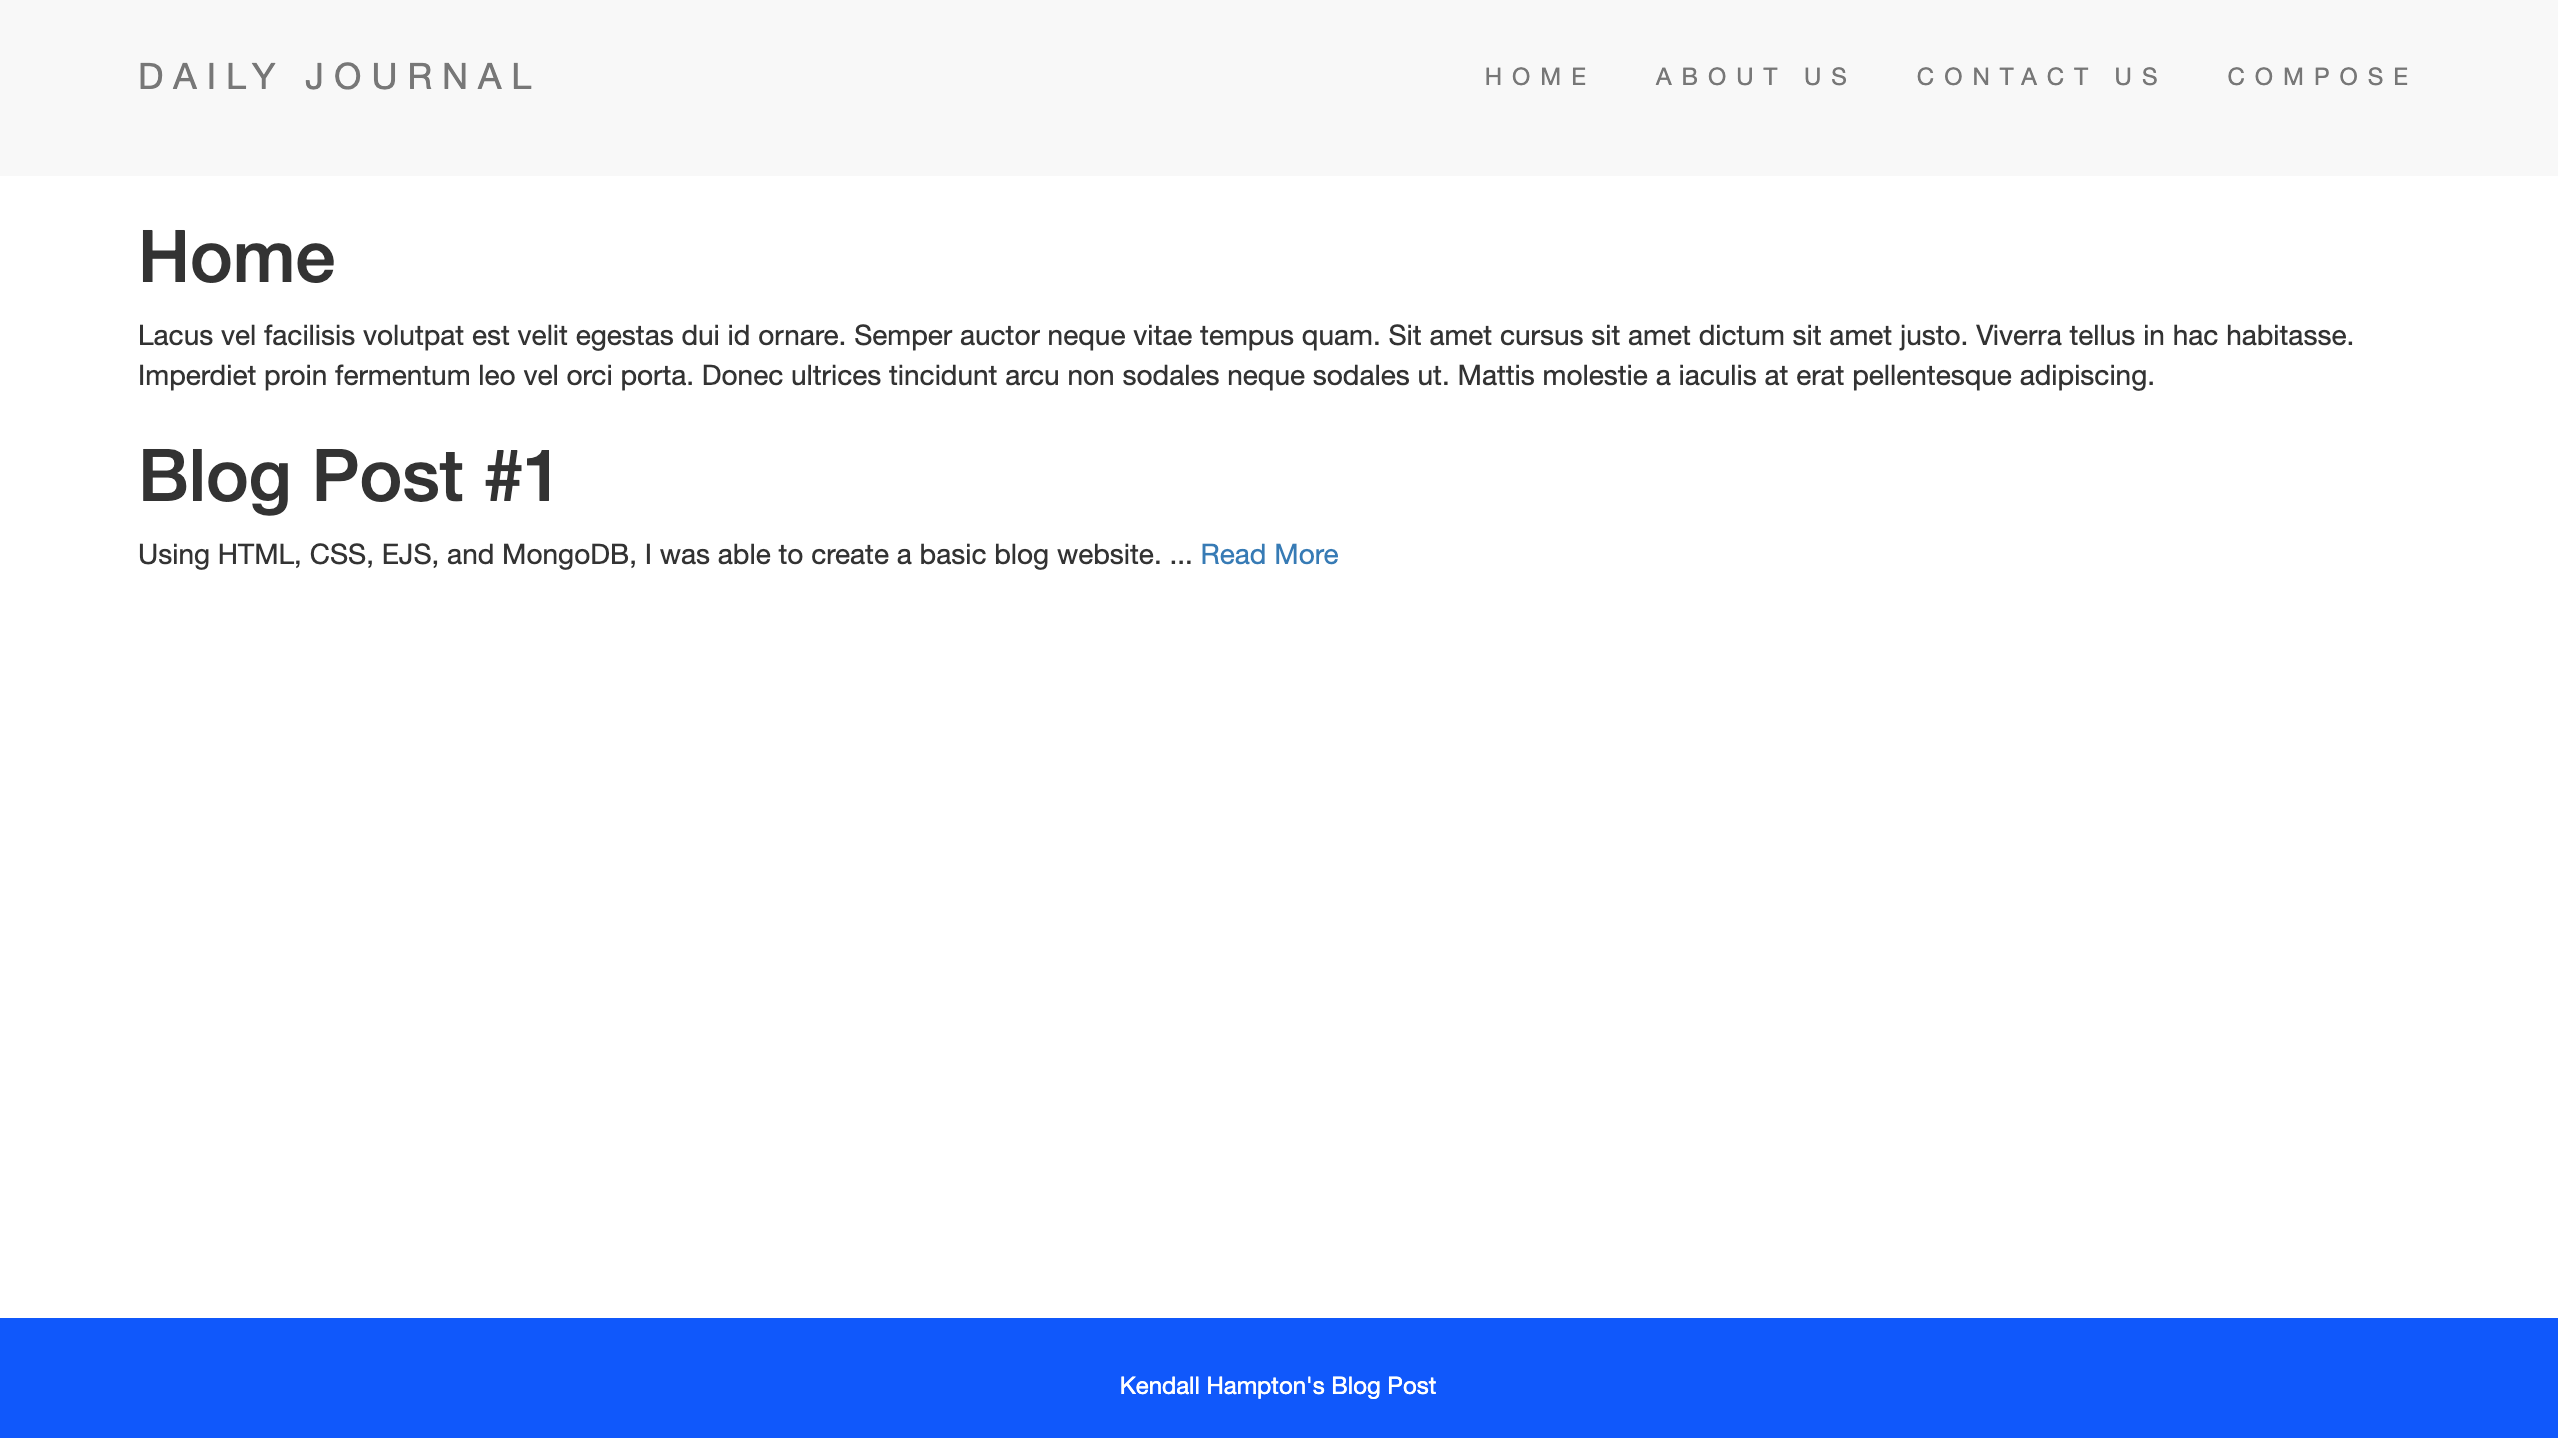 DAILY JOURNAL
HOME ABOUT US CONTACT US COMPOSE
Home
Lacus vel facilisis volutpat est velit egestas dui id ornare. Semper auctor neque vitae tempus quam. Sit amet cursus sit amet dictum sit amet justo. Viverra tellus in hac habitasse.
Imperdiet proin fermentum leo vel orci porta. Donec ultrices tincidunt arcu non sodales neque sodales ut. Mattis molestie a iaculis at erat pellentesque adipiscing.
Blog Post #1
Using HTML, CSS, EJS, and MongoDB, I was able to create a basic blog website. ... Read More
Kendall Hampton's Blog Post